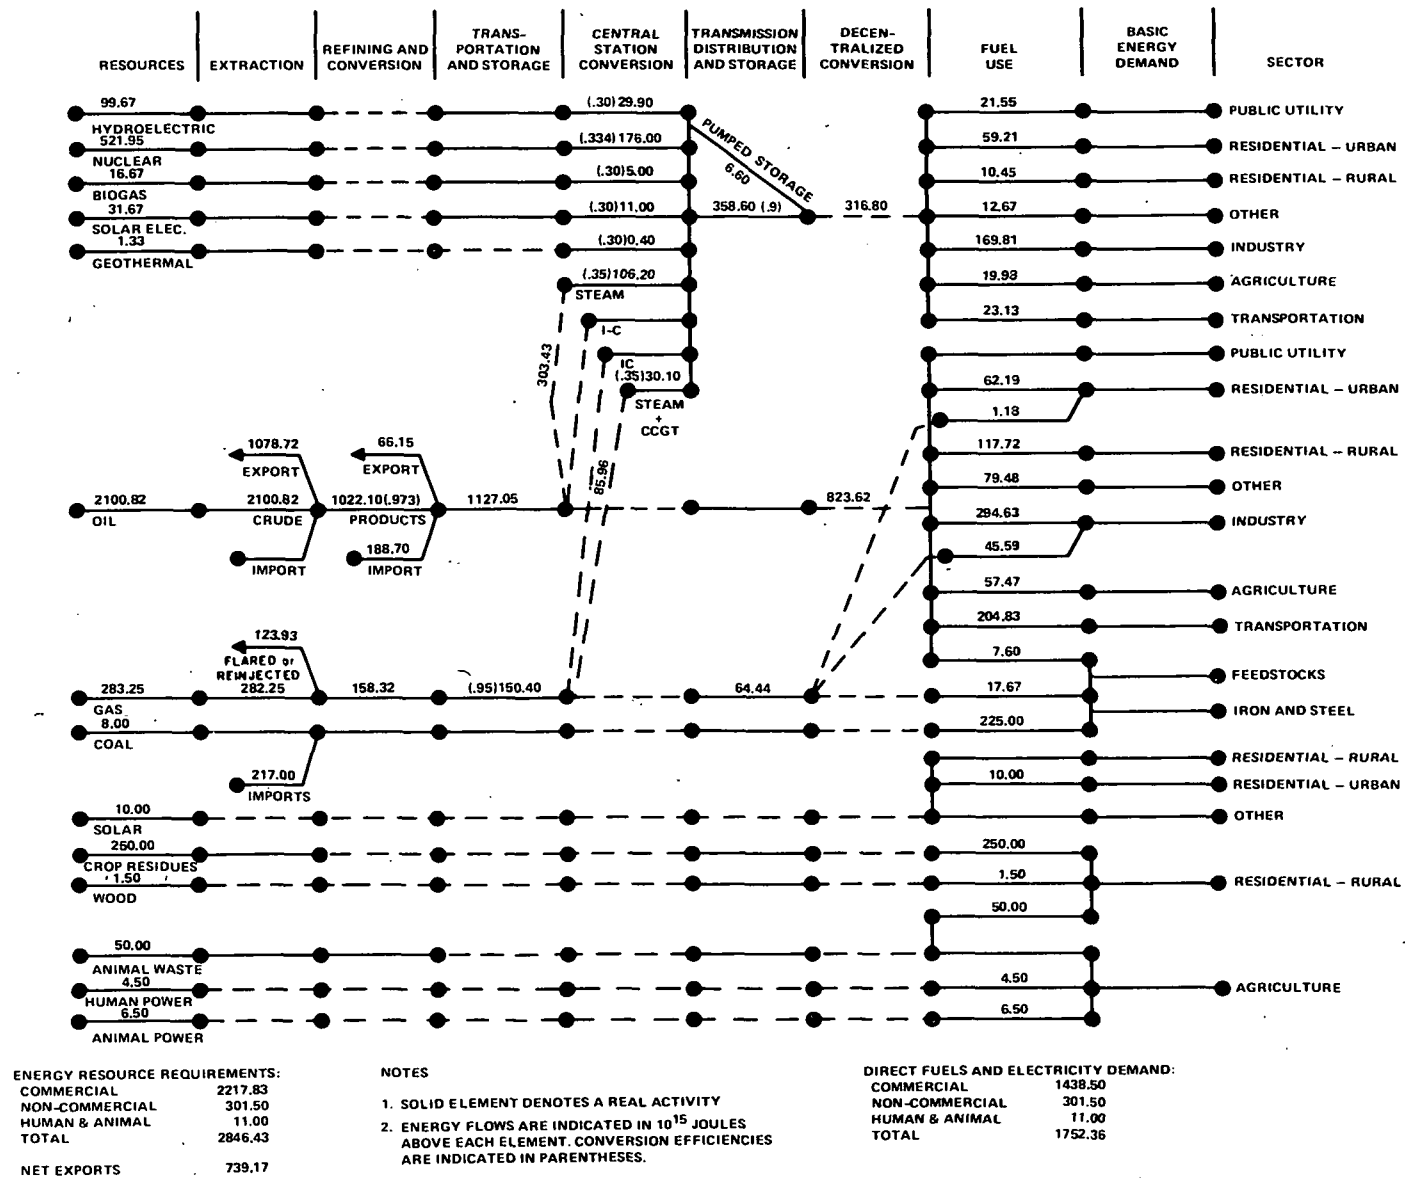 RESOURCES
EXTRACTION
REFINING AND
CONVERSION
TRANS-
PORTATION
AND STORAGE
CENTRAL
STATION
CONVERSION
TRANSMISSION
DISTRIBUTION
AND STORAGE
DECEN-
TRALIZED
CONVERSION
FUEL
USE
BASIC
ENERGY
DEMAND
SECTOR
99.67
(.30) 29.90
21.55
PUBLIC UTILITY
HYDROELECTRIC
521.95
(.334) 176.00
PUMPED STORAGE
6.60
59.21
RESIDENTIAL – URBAN
NUCLEAR
16.67
(.30)5.00
10.45
RESIDENTIAL – RURAL
BIOGAS
31.67
(.30)11.00
358.60 (.9)
316.80
12.67
OTHER
SOLAR ELEC.
1.33
(.30)0.40
169.81
INDUSTRY
GEOTHERMAL
(.35)106.20
19.98
AGRICULTURE
STEAM
23.13
TRANSPORTATION
I-C
PUBLIC UTILITY
IC
303.43
(.35)30.10
62.19
RESIDENTIAL – URBAN
STEAM
+
CCGT
1.18
1078.72
66.15
117.72
RESIDENTIAL – RURAL
EXPORT
EXPORT
85.96
79.48
OTHER
2100.82
2100.82
1022.10(.973)
1127.05
823.62
294.63
INDUSTRY
OIL
CRUDE
PRODUCTS
188.70
45.59
IMPORT
IMPORT
57.47
AGRICULTURE
204.83
TRANSPORTATION
123.93
FLARED or
REINJECTED
7.60
FEEDSTOCKS
283.25
282.25
158.32
(.95)150.40
64.44
17.67
GAS
IRON AND STEEL
8.00
225.00
COAL
RESIDENTIAL – RURAL
217.00
10.00
RESIDENTIAL – URBAN
IMPORTS
10.00
OTHER
SOLAR
250.00
250.00
CROP RESIDUES
1.50
1.50
RESIDENTIAL – RURAL
WOOD
50.00
50.00
ANIMAL WASTE
4.50
4.50
AGRICULTURE
HUMAN POWER
6.50
6.50
ANIMAL POWER
ENERGY RESOURCE REQUIREMENTS:
COMMERCIAL 2217.83
NON-COMMERCIAL 301.50
HUMAN & ANIMAL 11.00
TOTAL 2846.43
NET EXPORTS 739.17
NOTES
1. SOLID ELEMENT DENOTES A REAL ACTIVITY
2. ENERGY FLOWS ARE INDICATED IN 10¹⁵ JOULES
ABOVE EACH ELEMENT. CONVERSION EFFICIENCIES
ARE INDICATED IN PARENTHESES.
DIRECT FUELS AND ELECTRICITY DEMAND:
COMMERCIAL 1438.50
NON-COMMERCIAL 301.50
HUMAN & ANIMAL 11.00
TOTAL 1752.36